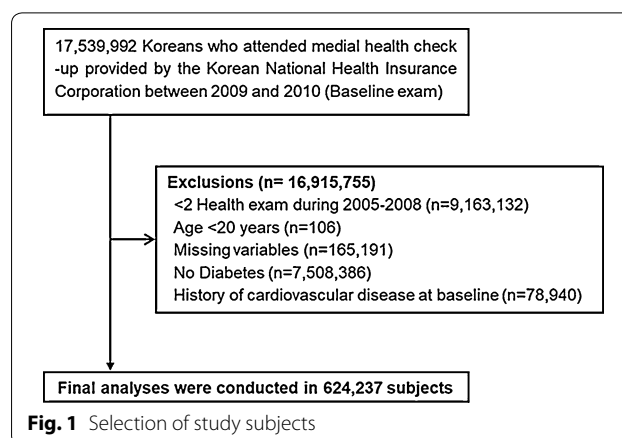 17,539,992 Koreans who attended medial health check
-up provided by the Korean National Health Insurance
Corporation between 2009 and 2010 (Baseline exam)
Exclusions (n= 16,915,755)
<2 Health exam during 2005-2008 (n=9,163,132)
Age <20 years (n=106)
Missing variables (n=165,191)
No Diabetes (n=7,508,386)
History of cardiovascular disease at baseline (n=78,940)
Final analyses were conducted in 624,237 subjects
Fig. 1 Selection of study subjects